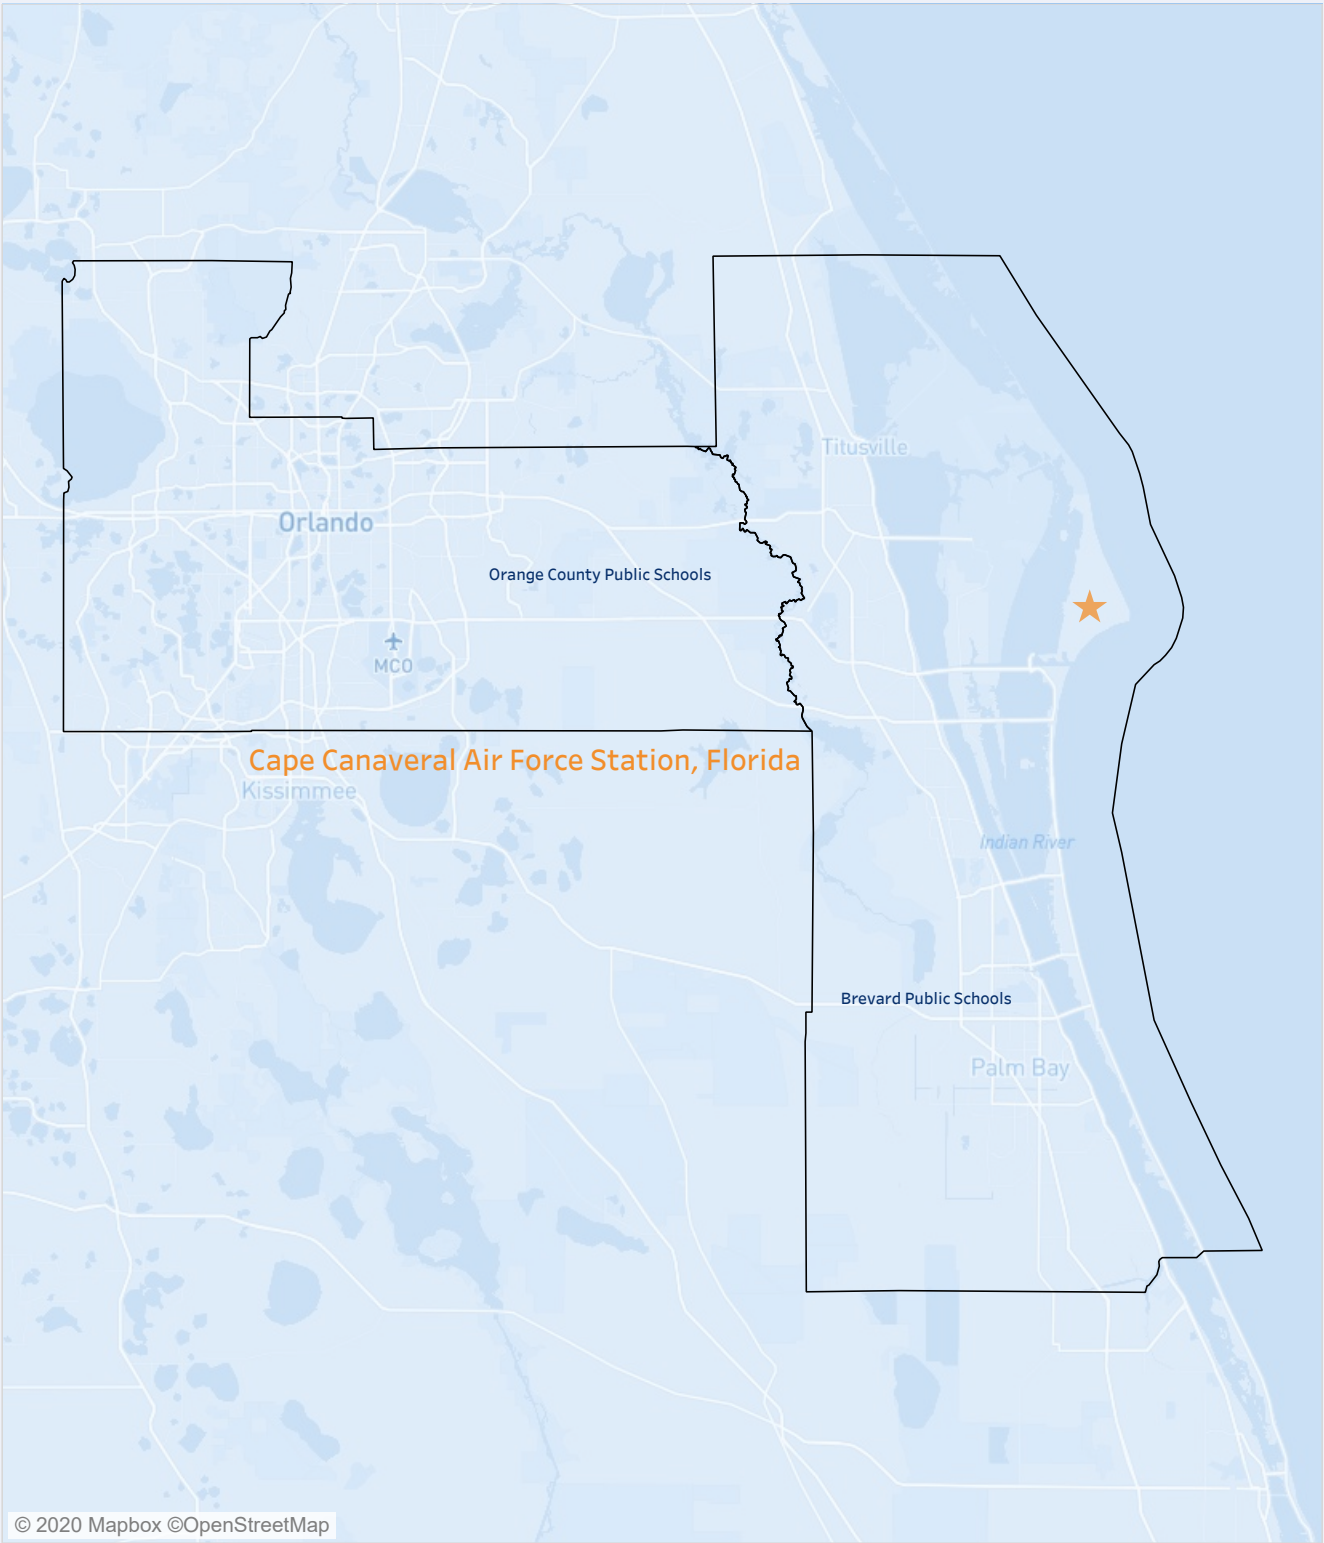 Titusville
Orlando
Orange County Public Schools
MCO
Cape Canaveral Air Force Station, Florida
Kissimmee
Indian River
Brevard Public Schools
Palm Bay
© 2020 Mapbox ©OpenStreetMap